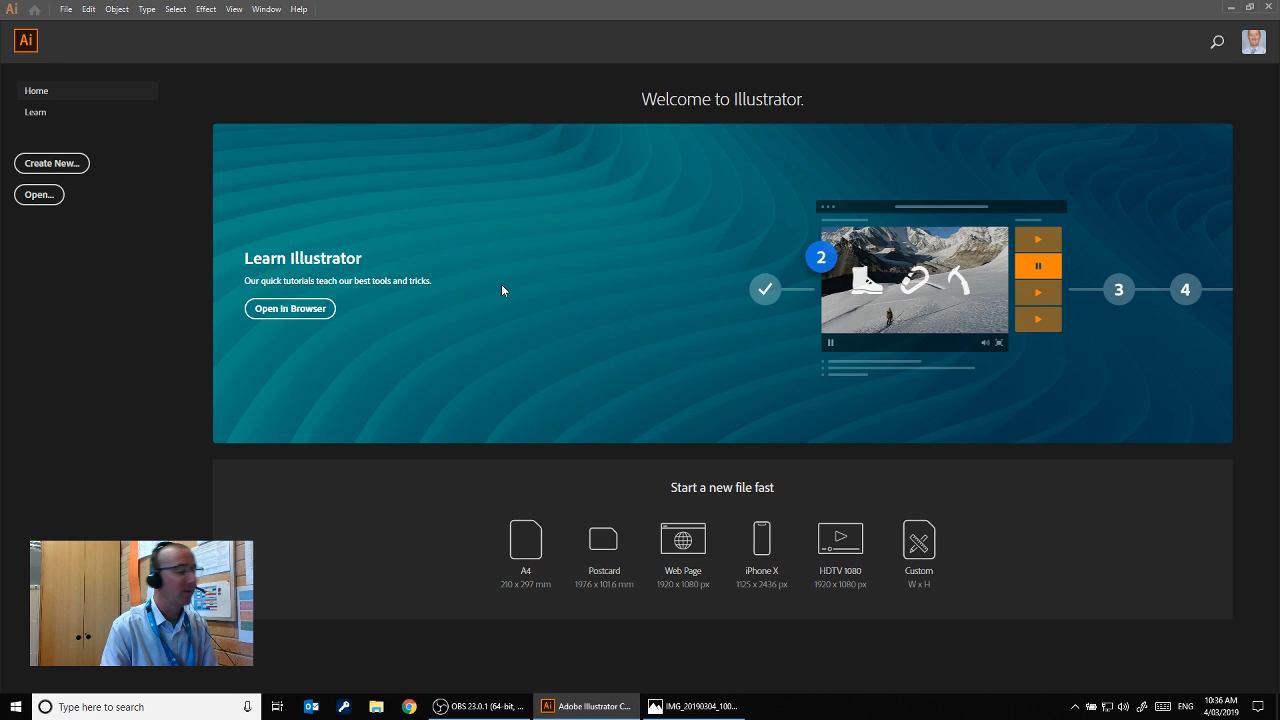 Ai File Edit Object Type Select Effect View Window Help
Ai
Home
Learn
Create New...
Open...
Welcome to Illustrator.
Learn Illustrator
Our quick tutorials teach our best tools and tricks.
Open in Browser
2
3
4
Start a new file fast
A4 Postcard Web Page iPhone X HDTV 1080 Custom
210 x 297 mm 197.6 x 101.6 mm 1920 x 1080 px 1125 x 2436 px 1920 x 1080 px W x H
Type here to search
OBS 23.0.1 (64-bit, ...
Ai Adobe Illustrator C...
IMG_20190304_100...
ENG
10:36 AM
4/03/2019